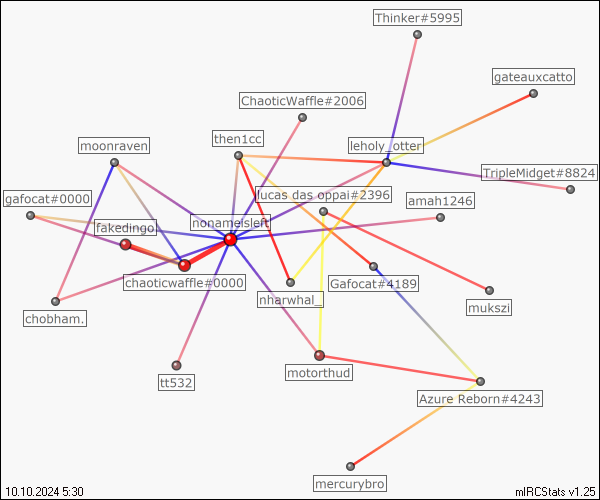 Thinker#5995
gateauxcatto
ChaoticWaffle#2006
then1cc
leholy_otter
moonraven
TripleMidget#8824
gafocat#0000
lucas das oppai#2396
amah1246
nonameisleft
fakedingo.
chaoticwaffle#0000
Gafocat#4189
nharwhal_
mukszi
chobham.
motorthud
tt532
Azure Reborn#4243
mercurybro
10.10.2024 5:30
mIRCStats v1.25